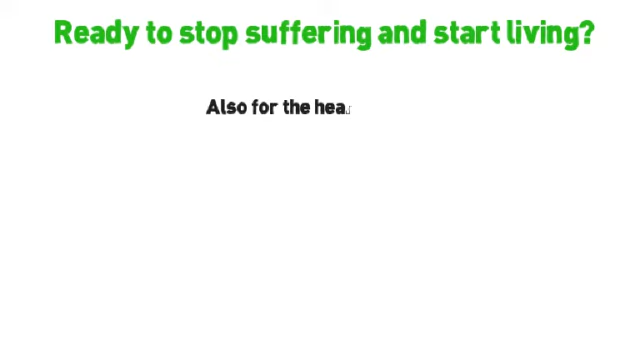 Ready to stop suffering and start living?
Also for the hea